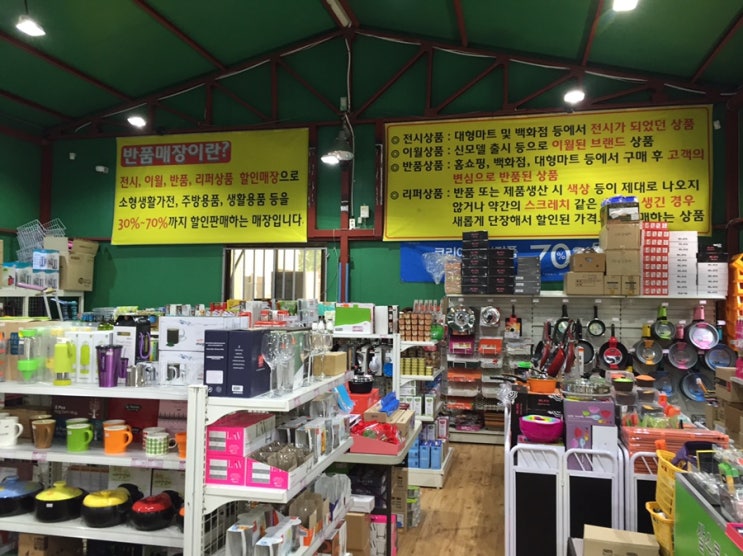 반품매장이란?
전시, 이월, 반품, 리퍼상품 할인매장으로
소형생활가전, 주방용품, 생활용품 등을
30%~70%까지 할인판매하는 매장입니다.
◎ 전시상품 : 대형마트 및 백화점 등에서 전시가 되었던 상품
◎ 이월상품 : 신모델 출시 등으로 이월된 브랜드 상품
◎ 반품상품 : 홈쇼핑, 백화점, 대형마트 등에서 구매 후 고객의
변심으로 반품된 상품
◎ 리퍼상품 : 반품 또는 제품생산 시 색상 등이 제대로 나오지
않거나 약간의 스크레치 같은 생긴 경우
새롭게 단장해서 할인된 가격 하는 상품
70%